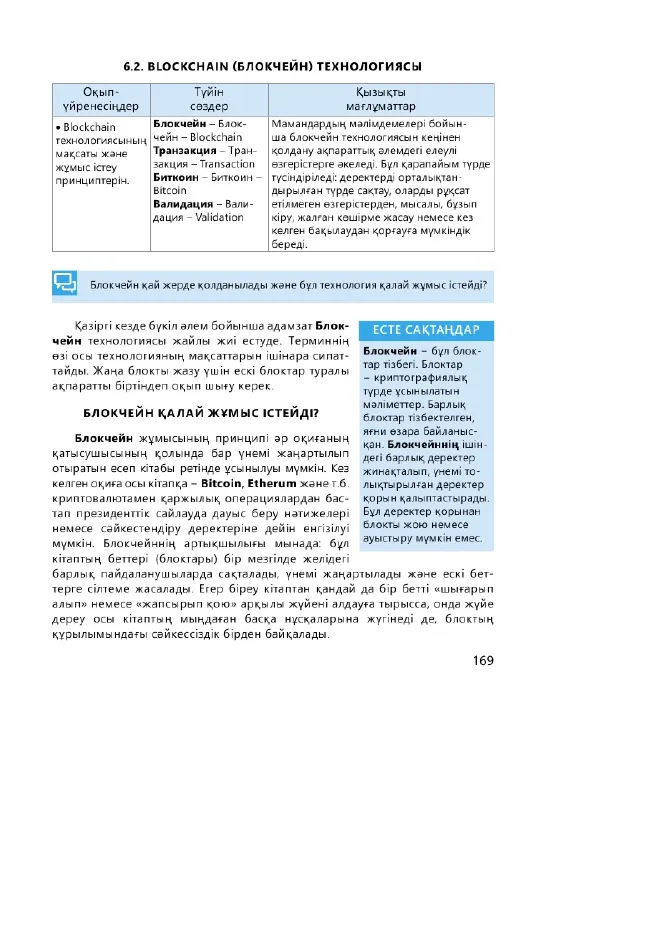 6.2. BLOCKCHAIN (БЛОКЧЕЙН) ТЕХНОЛОГИЯСЫ
Оқып-
үйренесіңдер
Түйін
сөздер
Қызықты
мағлұматтар
• Blockchain
технологиясының
мақсаты және
жұмыс істеу
принциптерін.
Блокчейн – Блок-
чейн – Blockchain
Транзакция – Тран-
закция – Transaction
Биткоин – Биткоин –
Bitcoin
Валидация – Вали-
дация – Validation
Мамандардың мәлімдемелері бойын-
ша блокчейн технологиясын кеңінен
қолдану ақпараттық әлемдегі елеулі
өзгерістерге әкеледі. Бұл қарапайым түрде
түсіндіріледі: деректерді орталықтан-
дырылған түрде сақтау, оларды рұқсат
етілмеген өзгерістерден, мысалы, бұзып
кіру, жалған көшірме жасау немесе кез
келген бақылаудан қорғауға мүмкіндік
береді.
Блокчейн қай жерде қолданылады және бұл технология қалай жұмыс істейді?
Қазіргі кезде бүкіл әлем бойынша адамзат Блок-
чейн технологиясы жайлы жиі естуде. Терминнің
өзі осы технологияның мақсаттарын ішінара сипат-
тайды. Жаңа блокты жазу үшін ескі блоктар туралы
ақпаратты біртіндеп оқып шығу керек.
БЛОКЧЕЙН ҚАЛАЙ ЖҰМЫС ІСТЕЙДІ?
Блокчейн жұмысының принципі әр оқиғаның
қатысушысының қолында бар үнемі жаңартылып
отыратын есеп кітабы ретінде ұсынылуы мүмкін. Кез
келген оқиға осы кітапқа – Bitcoin, Etherum және т.б.
криптовалютамен қаржылық операциялардан бас-
тап президенттік сайлауда дауыс беру нәтижелері
немесе сәйкестендіру деректеріне дейін енгізілуі
мүмкін. Блокчейннің артықшылығы мынада: бұл
кітаптың беттері (блоктары) бір мезгілде желідегі
барлық пайдаланушыларда сақталады, үнемі жаңартылады және ескі бет-
терге сілтеме жасалады. Егер біреу кітаптан қандай да бір бетті «шығарып
алып» немесе «жапсырып қою» арқылы жүйені алдауға тырысса, онда жүйе
дереу осы кітаптың мыңдаған басқа нұсқаларына жүгінеді де, блоктың
құрылымындағы сәйкессіздік бірден байқалады.
ЕСТЕ САҚТАҢДАР
Блокчейн – бұл блок-
тар тізбегі. Блоктар
– криптографиялық
түрде ұсынылатын
мәліметтер. Барлық
блоктар тізбектелген,
яғни өзара байланыс-
қан. Блокчейннің ішін-
дегі барлық деректер
жинақталып, үнемі то-
лықтырылған деректер
қорын қалыптастырады.
Бұл деректер қорынан
блокты жою немесе
ауыстыру мүмкін емес.
169